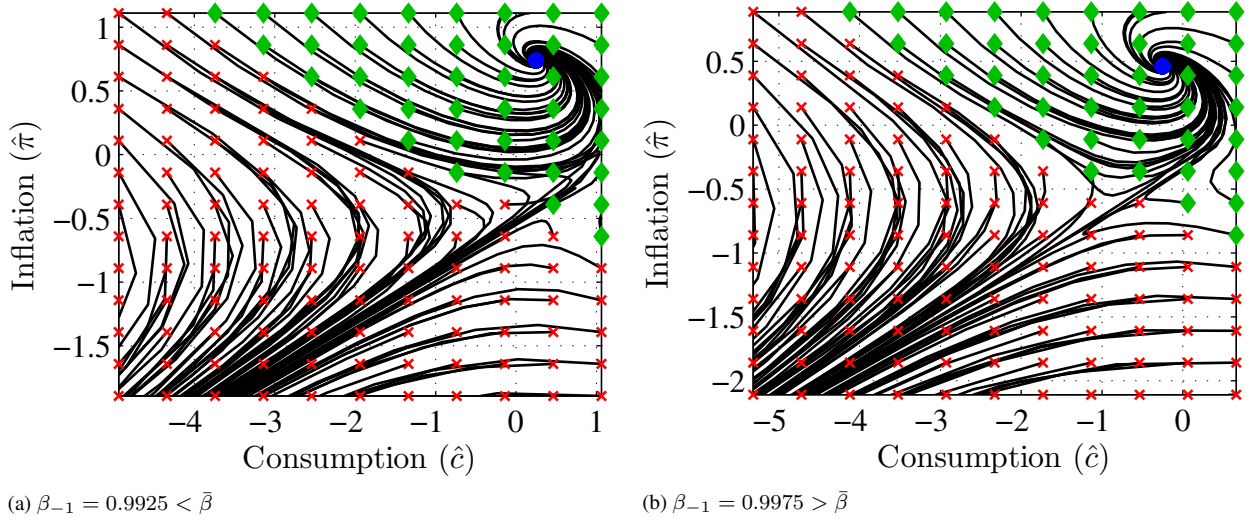 1
0.5
0
−0.5
−1
−1.5
Inflation (π̂)
−4 −3 −2 −1 0 1
Consumption (ĉ)
(a) β₋₁ = 0.9925 < β̄
0.5
0
−0.5
−1
−1.5
−2
Inflation (π̂)
−5 −4 −3 −2 −1 0
Consumption (ĉ)
(b) β₋₁ = 0.9975 > β̄